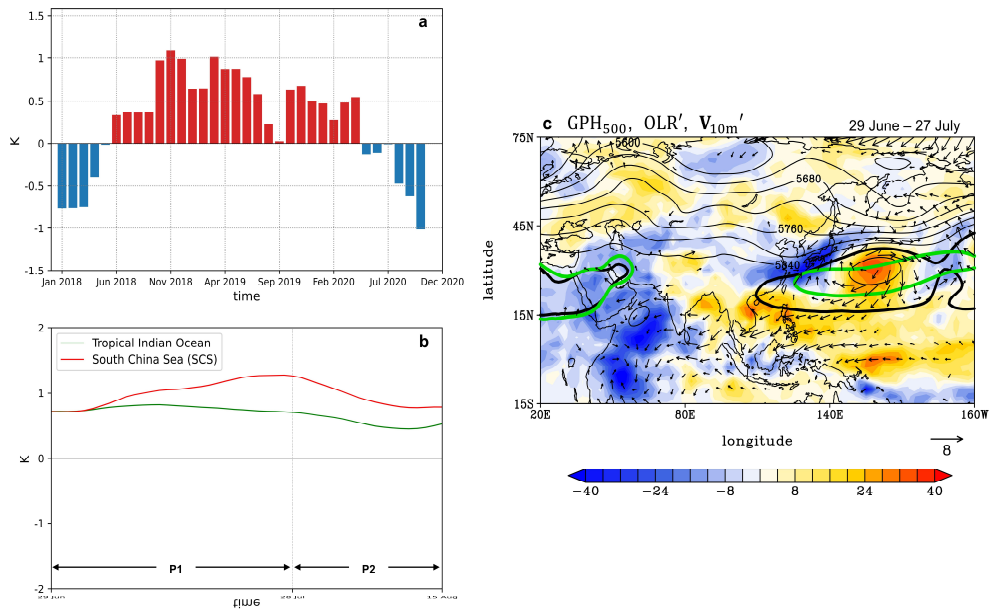 a
1.5
1
0.5
0
-0.5
-1
-1.5
K
Jan 2018 Jun 2018 Nov 2018 Apr 2019 Sep 2019 Feb 2020 Jul 2020 Dec 2020
time
b
Tropical Indian Ocean
South China Sea (SCS)
2
1
0
-1
-2
K
P1 P2
time
c GPH500, OLR′, V10m′ 29 June – 27 July
75N
45N
15N
15S
latitude
5600
5680
5760
5840
20E 80E 140E 160W
longitude
8
−40 −24 −8 8 24 40